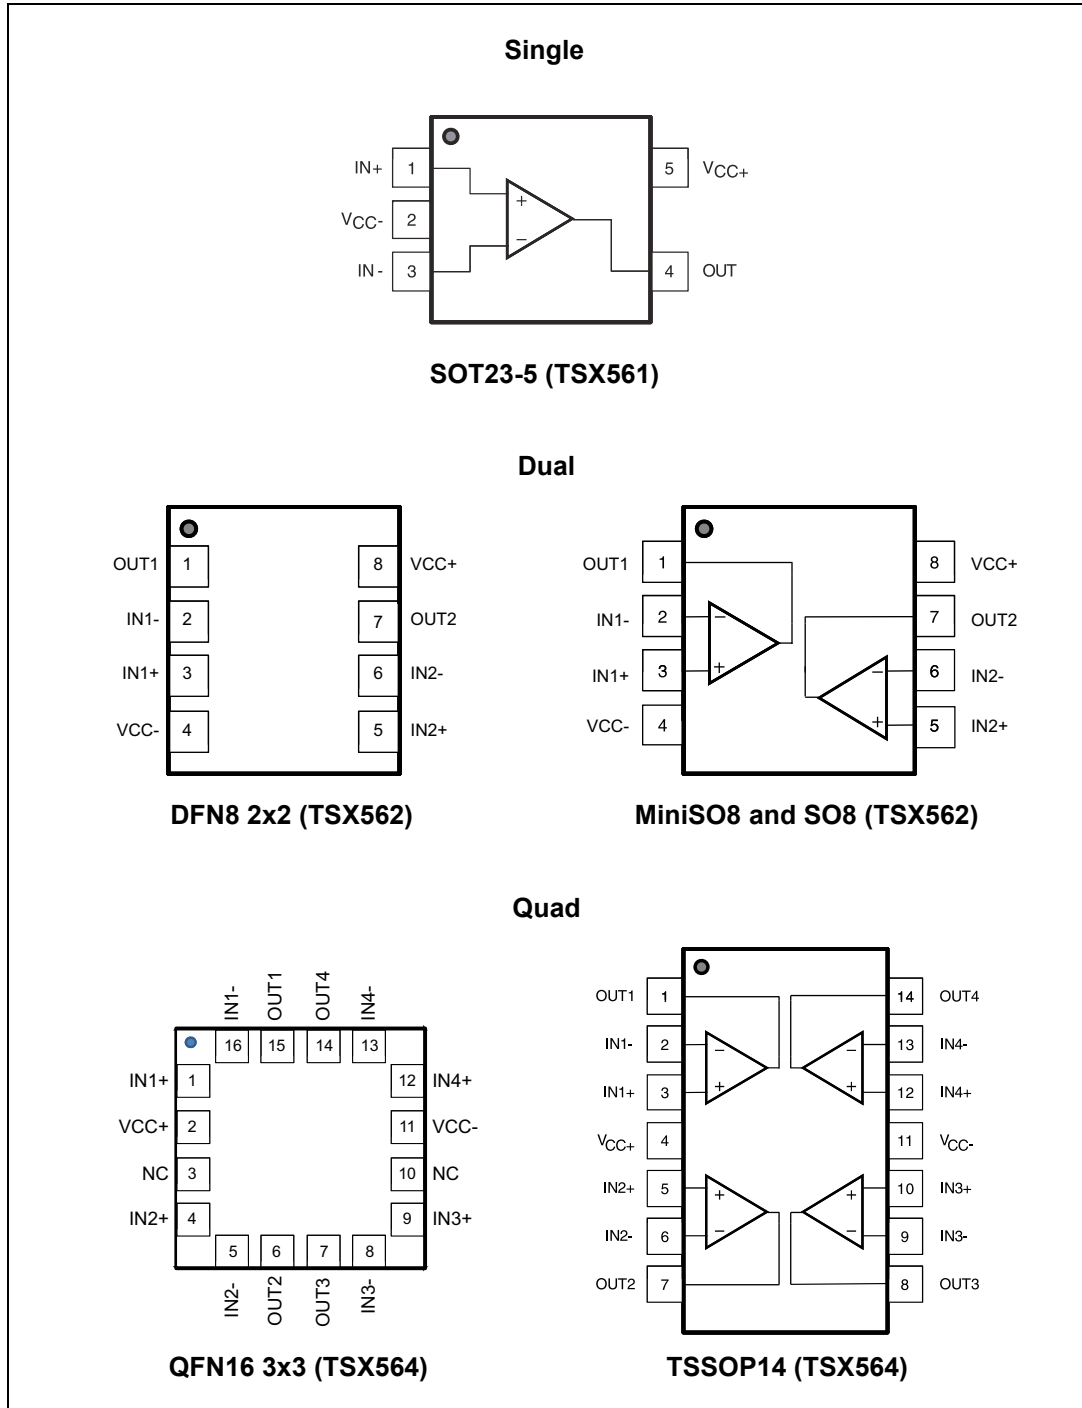 Single
IN+ 1 5 VCC+
+
VCC- 2
−
IN - 3 4 OUT
SOT23-5 (TSX561)
Dual
OUT1 1 8 VCC+
IN1- 2 7 OUT2
IN1+ 3 6 IN2-
VCC- 4 5 IN2+
DFN8 2x2 (TSX562)
OUT1 1 8 VCC+
IN1- 2 − 7 OUT2
IN1+ 3 + − 6 IN2-
VCC- 4 + 5 IN2+
MiniSO8 and SO8 (TSX562)
Quad
IN1- OUT1 OUT4 IN4-
16 15 14 13
IN1+ 1 12 IN4+
VCC+ 2 11 VCC-
NC 3 10 NC
IN2+ 4 9 IN3+
5 6 7 8
IN2- OUT2 OUT3 IN3-
QFN16 3x3 (TSX564)
OUT1 1 14 OUT4
IN1- 2 − − 13 IN4-
IN1+ 3 + + 12 IN4+
VCC+ 4 11 VCC-
IN2+ 5 + + 10 IN3+
IN2- 6 − − 9 IN3-
OUT2 7 8 OUT3
TSSOP14 (TSX564)